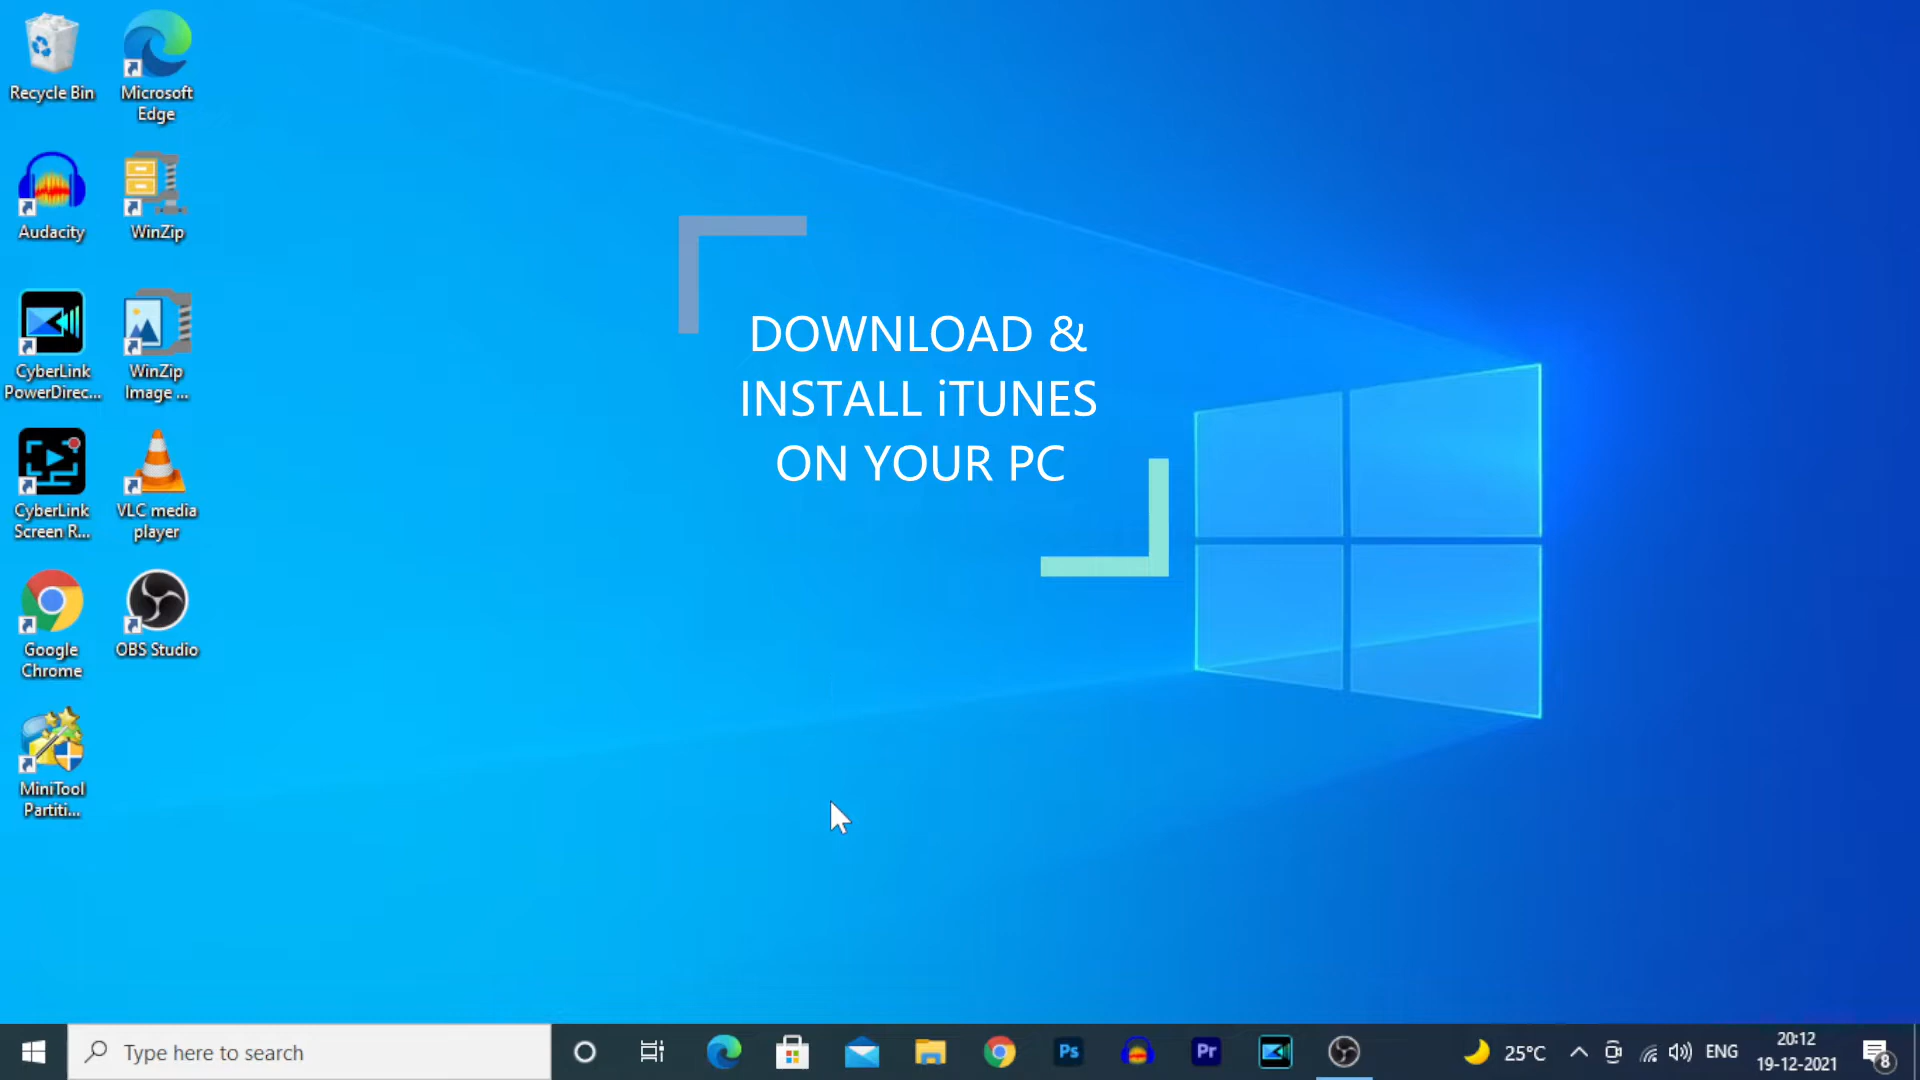 Recycle Bin
Microsoft
Edge
Audacity
WinZip
CyberLink
PowerDirec...
WinZip
Image ...
CyberLink
Screen R...
VLC media
player
Google
Chrome
OBS Studio
MiniTool
Partiti...
DOWNLOAD &
INSTALL iTUNES
ON YOUR PC
Type here to search
Ps
Pr
25°C
ENG
20:12
19-12-2021
8